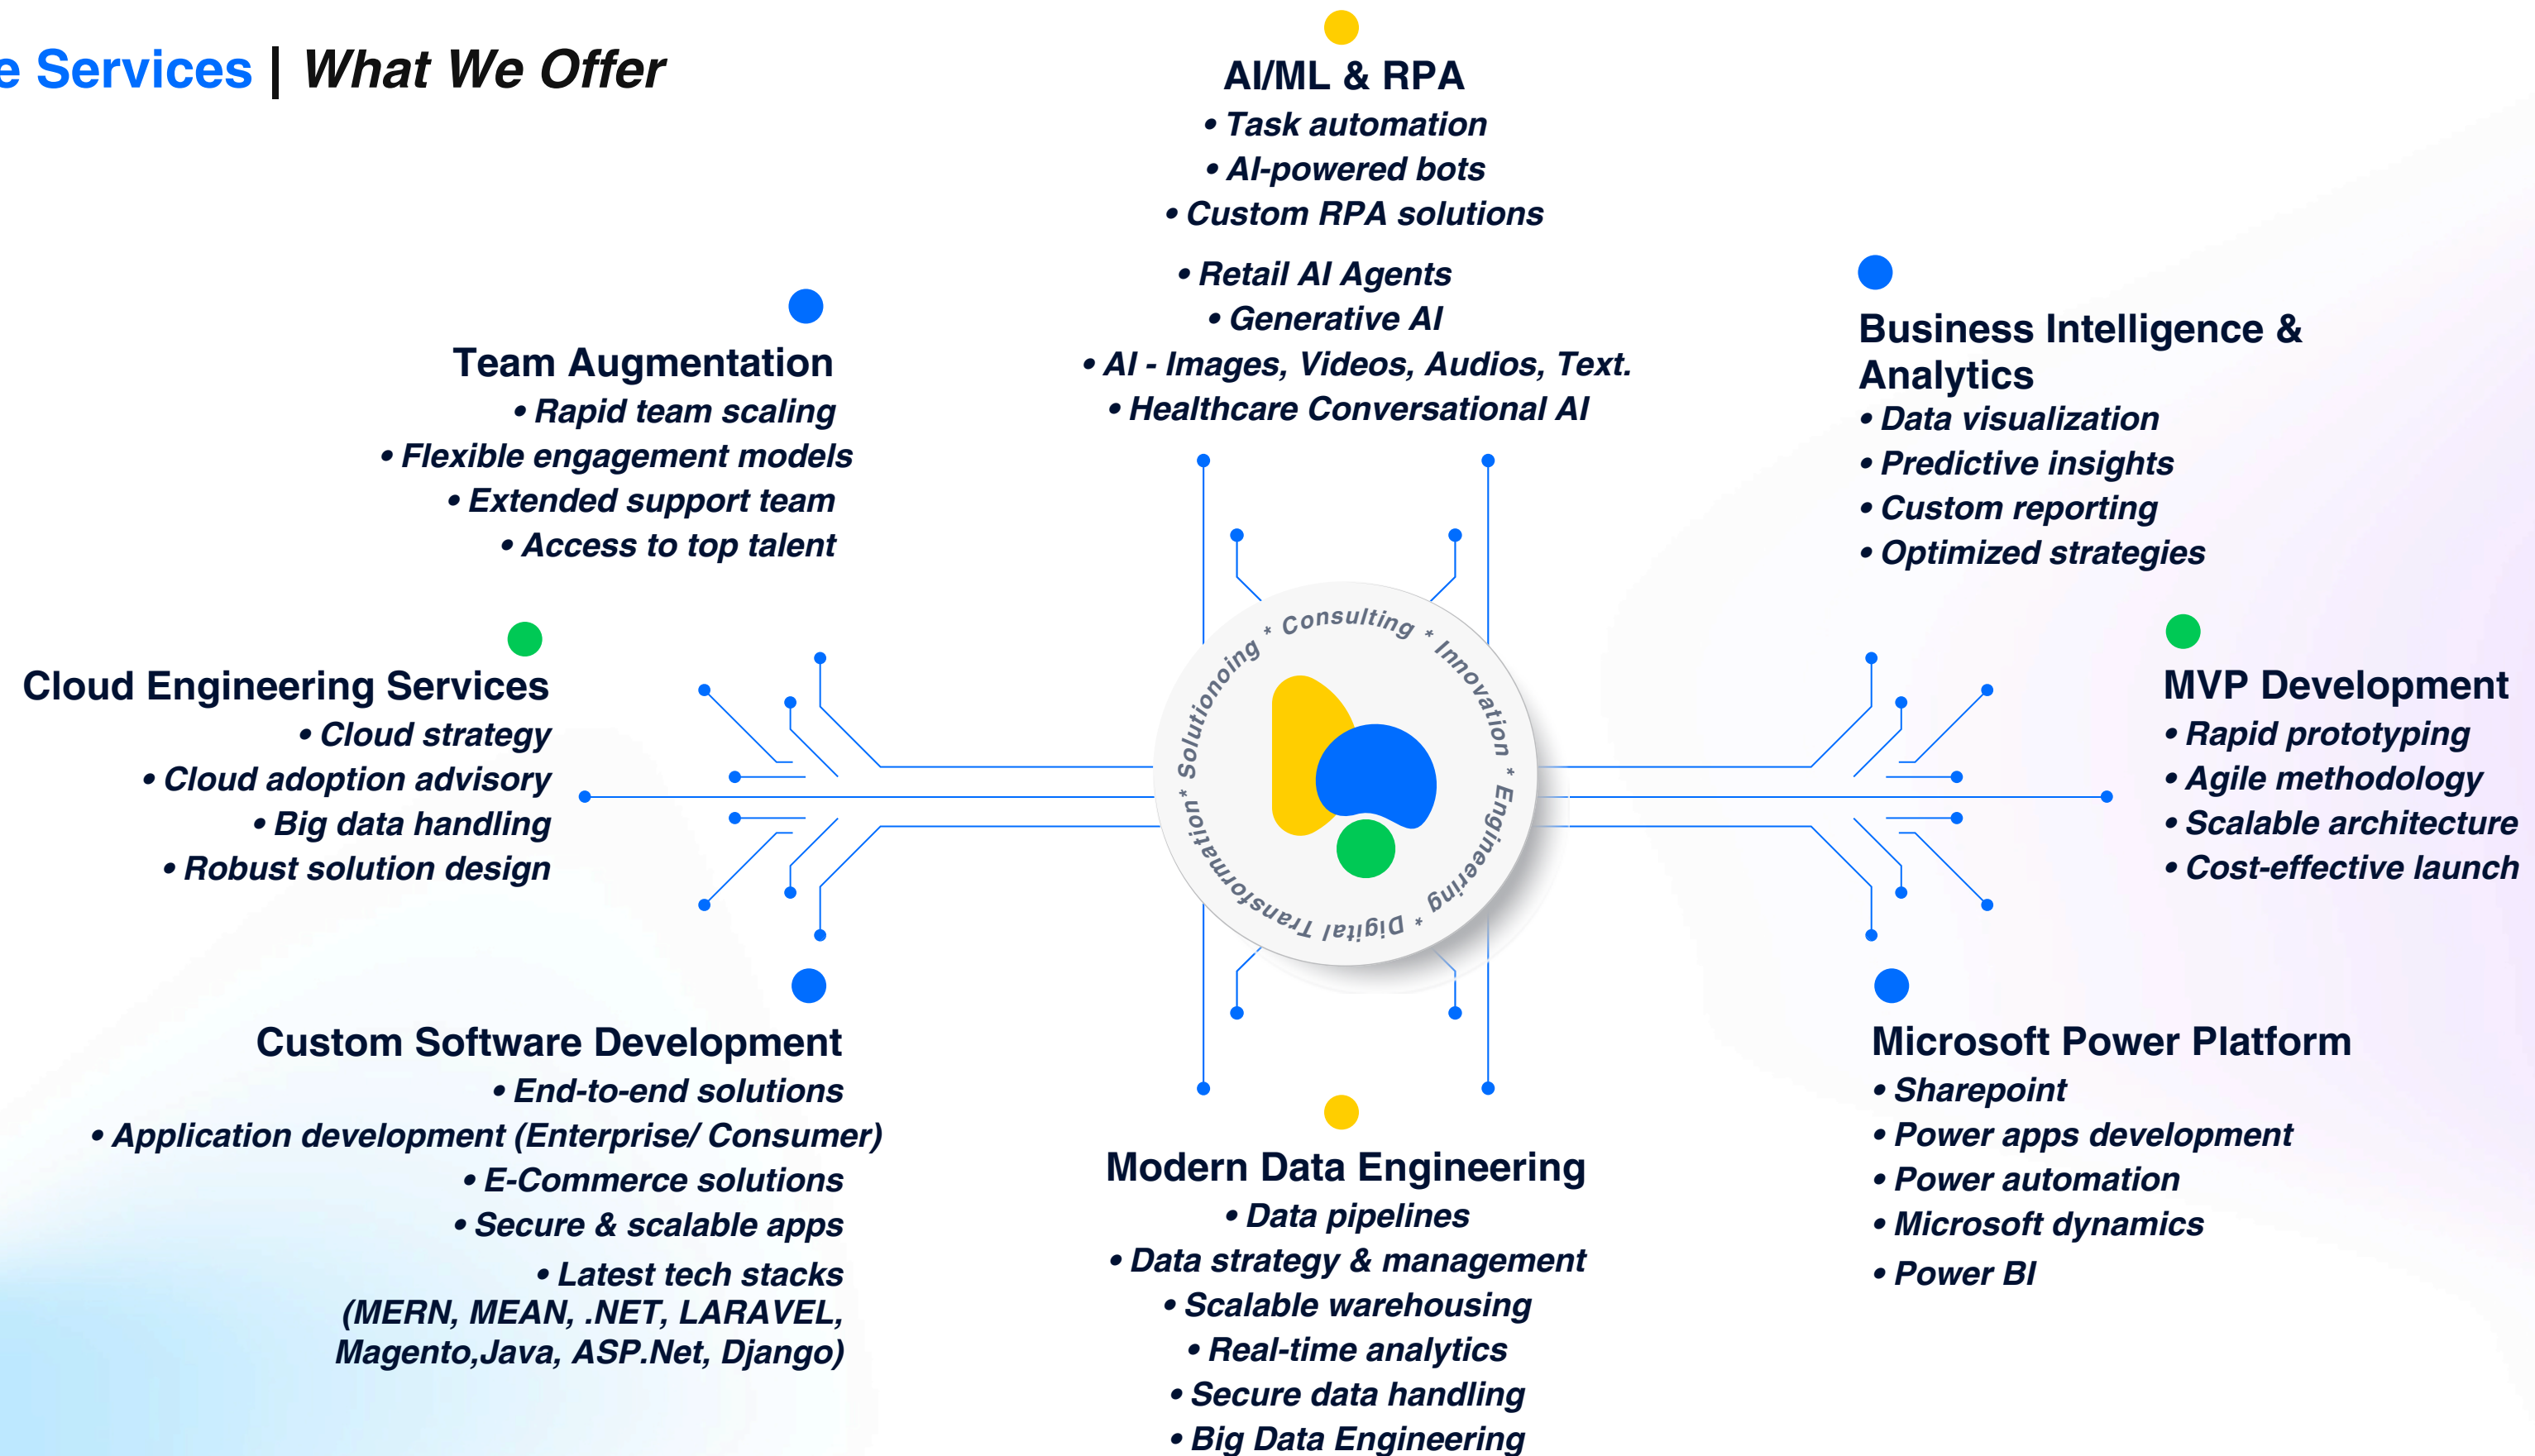 e Services | What We Offer
AI/ML & RPA
• Task automation
• AI-powered bots
• Custom RPA solutions
• Retail AI Agents
• Generative AI
• AI - Images, Videos, Audios, Text.
• Healthcare Conversational AI
Team Augmentation
• Rapid team scaling
• Flexible engagement models
• Extended support team
• Access to top talent
Business Intelligence &
Analytics
• Data visualization
• Predictive insights
• Custom reporting
• Optimized strategies
Cloud Engineering Services
• Cloud strategy
• Cloud adoption advisory
• Big data handling
• Robust solution design
* Solutionoing * Consulting * Innovation * Engineering * Digital Transformation
MVP Development
• Rapid prototyping
• Agile methodology
• Scalable architecture
• Cost-effective launch
Custom Software Development
• End-to-end solutions
• Application development (Enterprise/ Consumer)
• E-Commerce solutions
• Secure & scalable apps
• Latest tech stacks
(MERN, MEAN, .NET, LARAVEL,
Magento,Java, ASP.Net, Django)
Modern Data Engineering
• Data pipelines
• Data strategy & management
• Scalable warehousing
• Real-time analytics
• Secure data handling
• Big Data Engineering
Microsoft Power Platform
• Sharepoint
• Power apps development
• Power automation
• Microsoft dynamics
• Power BI